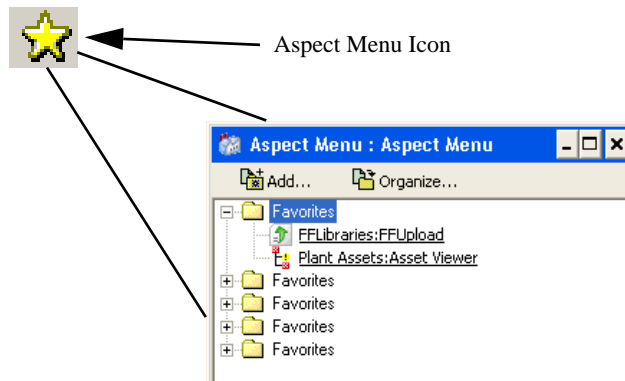 Aspect Menu Icon
Aspect Menu : Aspect Menu
Add... Organize...
Favorites
FFLibraries:FFUpload
Plant Assets:Asset Viewer
Favorites
Favorites
Favorites
Favorites